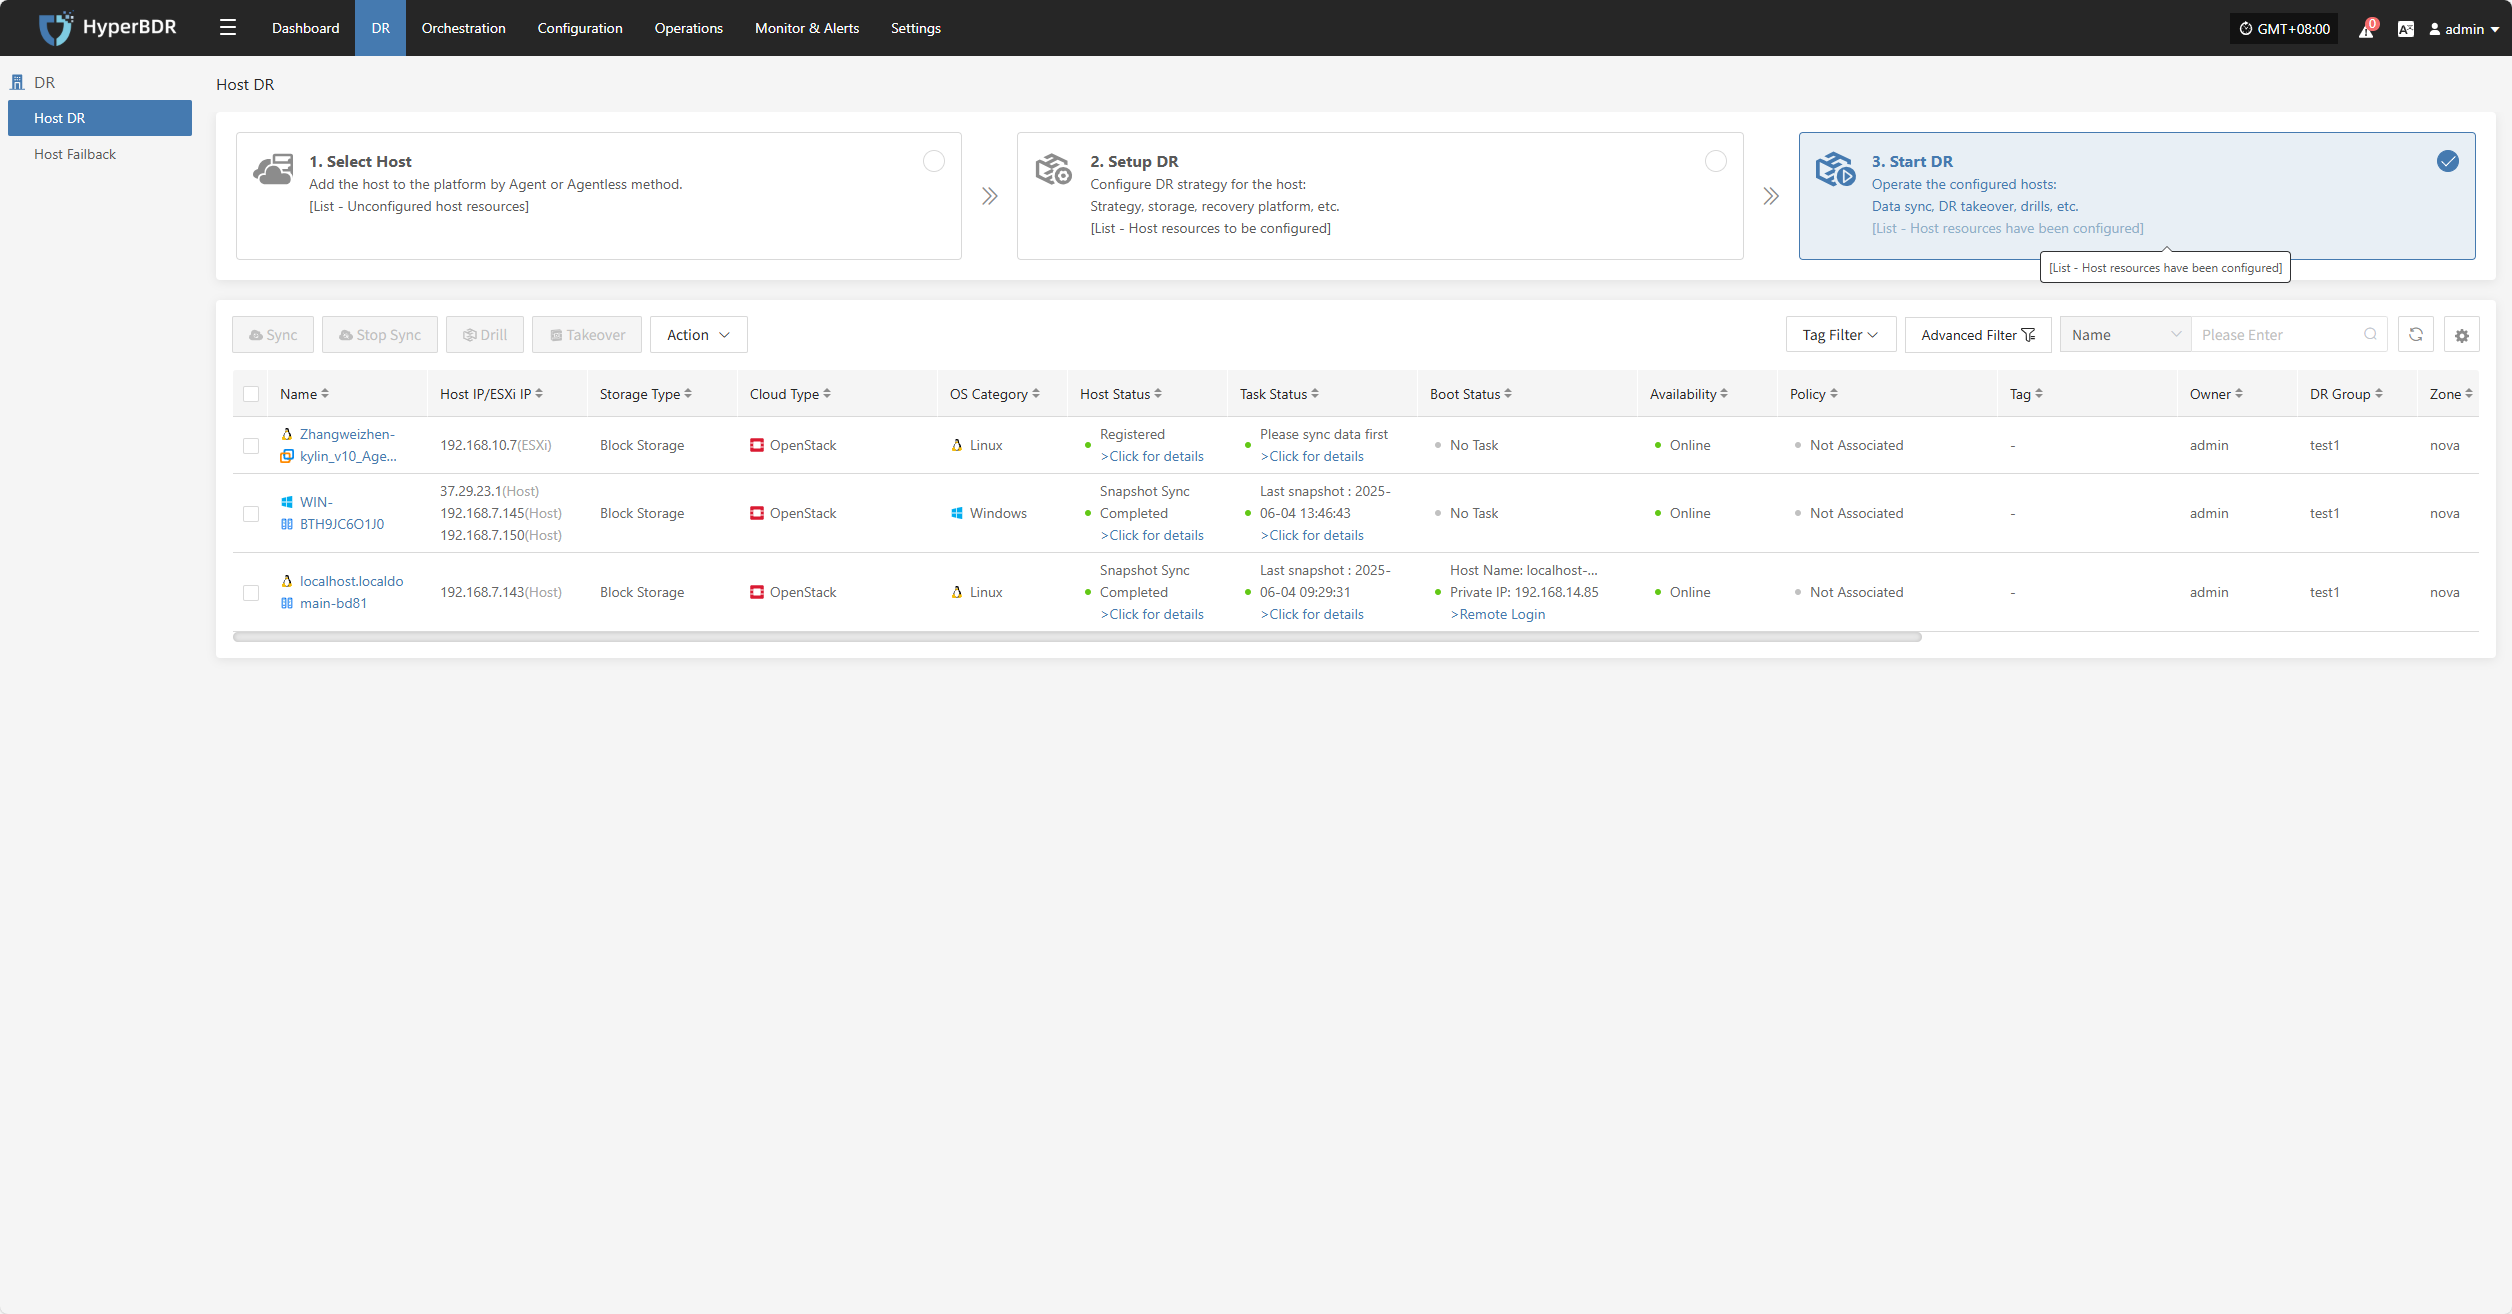 HyperBDR
Dashboard
DR
Orchestration
Configuration
Operations
Monitor & Alerts
Settings
GMT+08:00
0
admin
DR
Host DR
Host Failback
Host DR
1. Select Host
Add the host to the platform by Agent or Agentless method.
[List - Unconfigured host resources]
2. Setup DR
Configure DR strategy for the host:
Strategy, storage, recovery platform, etc.
[List - Host resources to be configured]
3. Start DR
Operate the configured hosts:
Data sync, DR takeover, drills, etc.
[List - Host resources have been configured]
[List - Host resources have been configured]
Sync
Stop Sync
Drill
Takeover
Action
Tag Filter
Advanced Filter
Name
Please Enter
Name Host IP/ESXi IP Storage Type Cloud Type OS Category Host Status Task Status Boot Status Availability Policy Tag Owner DR Group Zone
Zhangweizhen-
kylin_v10_Age...
192.168.10.7(ESXi)
Block Storage
OpenStack
Linux
Registered
>Click for details
Please sync data first
>Click for details
No Task
Online
Not Associated
-
admin
test1
nova
WIN-
BTH9JC6O1J0
37.29.23.1(Host)
192.168.7.145(Host)
192.168.7.150(Host)
Block Storage
OpenStack
Windows
Snapshot Sync
Completed
>Click for details
Last snapshot : 2025-
06-04 13:46:43
>Click for details
No Task
Online
Not Associated
-
admin
test1
nova
localhost.localdo
main-bd81
192.168.7.143(Host)
Block Storage
OpenStack
Linux
Snapshot Sync
Completed
>Click for details
Last snapshot : 2025-
06-04 09:29:31
>Click for details
Host Name: localhost-...
Private IP: 192.168.14.85
>Remote Login
Online
Not Associated
-
admin
test1
nova